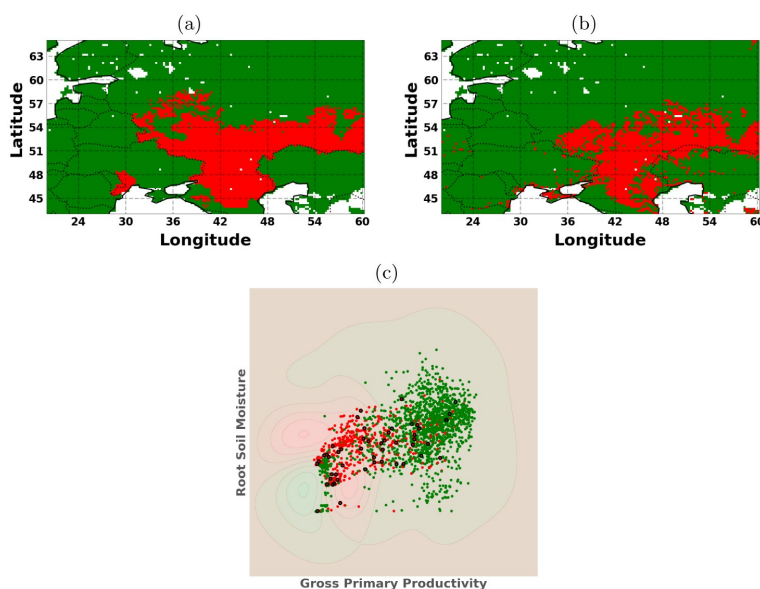 (a)
(b)
Latitude
63
60
57
54
51
48
45
24 30 36 42 48 54 60
Longitude
Latitude
63
60
57
54
51
48
45
24 30 36 42 48 54 60
Longitude
(c)
Root Soil Moisture
Gross Primary Productivity